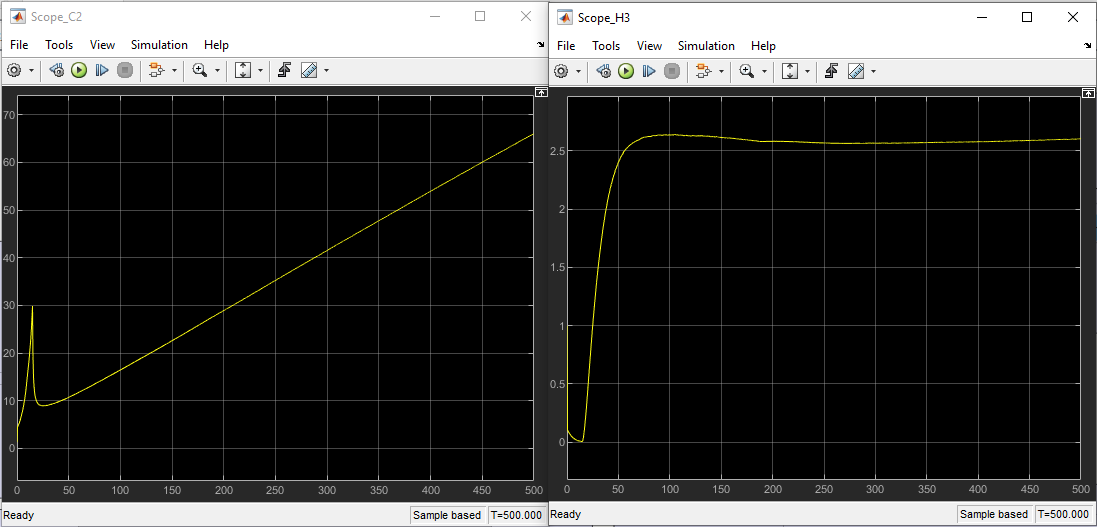 Scope_C2
File Tools View Simulation Help
70
60
50
40
30
20
10
0
0 50 100 150 200 250 300 350 400 450 500
Ready Sample based T=500.000
Scope_H3
File Tools View Simulation Help
2.5
2
1.5
1
0.5
0
0 50 100 150 200 250 300 350 400 450 500
Ready Sample based T=500.000